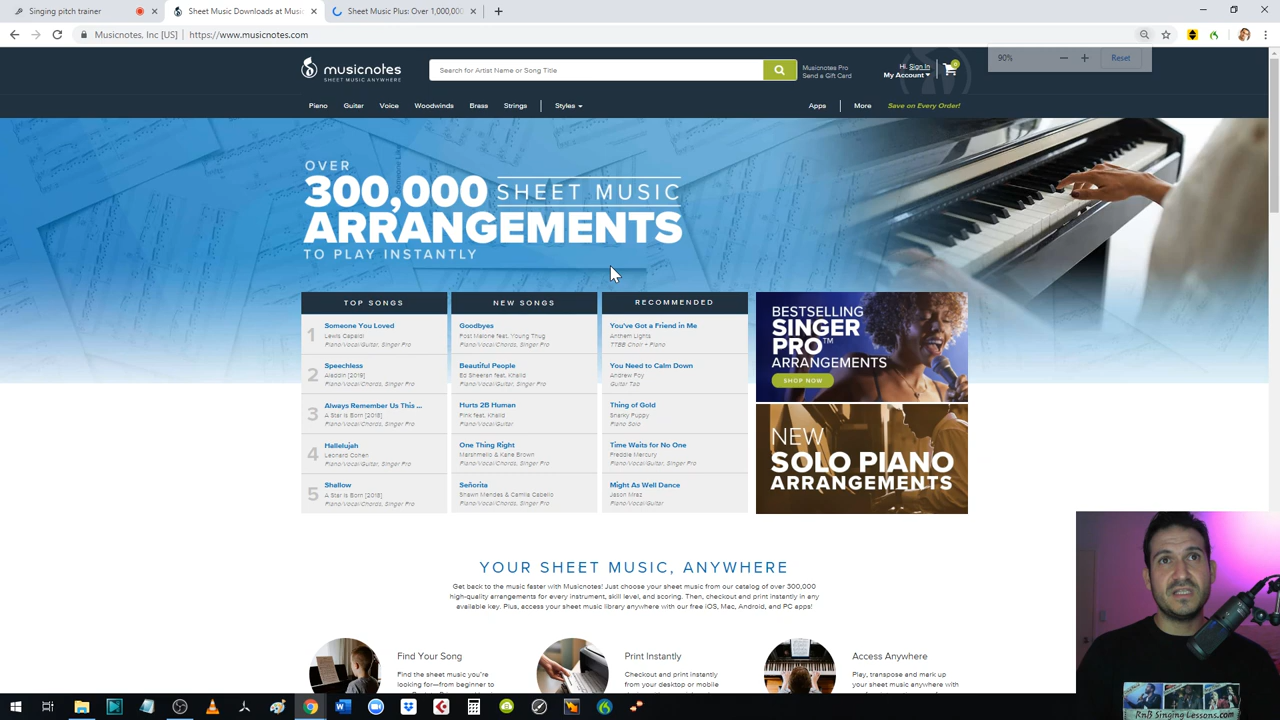 Singing pitch trainer
Sheet Music Downloads at Musi
Sheet Music Plus: Over 1,000,000
Musicnotes, Inc [US]
https://www.musicnotes.com
90%
Reset
musicnotes
SHEET MUSIC ANYWHERE
Search for Artist Name or Song Title
Musicnotes Pro
Send a Gift Card
Hi. Sign In
My Account
0
Piano Guitar Voice Woodwinds Brass Strings Styles
Apps More Save on Every Order!
OVER
300,000 SHEET MUSIC
ARRANGEMENTS
TO PLAY INSTANTLY
TOP SONGS
1 Someone You Loved
Lewis Capaldi
Piano/Vocal/Guitar, Singer Pro
2 Speechless
Aladdin [2019]
Piano/Vocal/Chords, Singer Pro
3 Always Remember Us This ...
A Star is Born [2018]
Piano/Vocal/Chords, Singer Pro
4 Hallelujah
Leonard Cohen
Piano/Vocal/Guitar, Singer Pro
5 Shallow
A Star is Born [2018]
Piano/Vocal/Chords, Singer Pro
NEW SONGS
Goodbyes
Post Malone feat. Young Thug
Piano/Vocal/Chords, Singer Pro
Beautiful People
Ed Sheeran feat. Khalid
Piano/Vocal/Guitar, Singer Pro
Hurts 2B Human
Pink feat. Khalid
Piano/Vocal/Guitar
One Thing Right
Marshmello & Kane Brown
Piano/Vocal/Chords, Singer Pro
Señorita
Shawn Mendes & Camila Cabello
Piano/Vocal/Chords, Singer Pro
RECOMMENDED
You've Got a Friend in Me
Anthem Lights
TTBB Choir + Piano
You Need to Calm Down
Andrew Foy
Guitar Tab
Thing of Gold
Snarky Puppy
Piano Solo
Time Waits for No One
Freddie Mercury
Piano/Vocal/Guitar, Singer Pro
Might As Well Dance
Jason Mraz
Piano/Vocal/Guitar
BESTSELLING
SINGER
PRO™
ARRANGEMENTS
SHOP NOW
NEW
SOLO PIANO
ARRANGEMENTS
YOUR SHEET MUSIC, ANYWHERE
Get back to the music faster with Musicnotes! Just choose your sheet music from our catalog of over 300,000
high-quality arrangements for every instrument, skill level, and scoring. Then, checkout and print instantly in any
available key. Plus, access your sheet music library anywhere with our free iOS, Mac, Android, and PC apps!
Find Your Song
Find the sheet music you're
looking for—from beginner to
Print Instantly
Checkout and print instantly
from your desktop or mobile
Access Anywhere
Play, transpose and mark up
your sheet music anywhere with
RnBSingingLessons.com